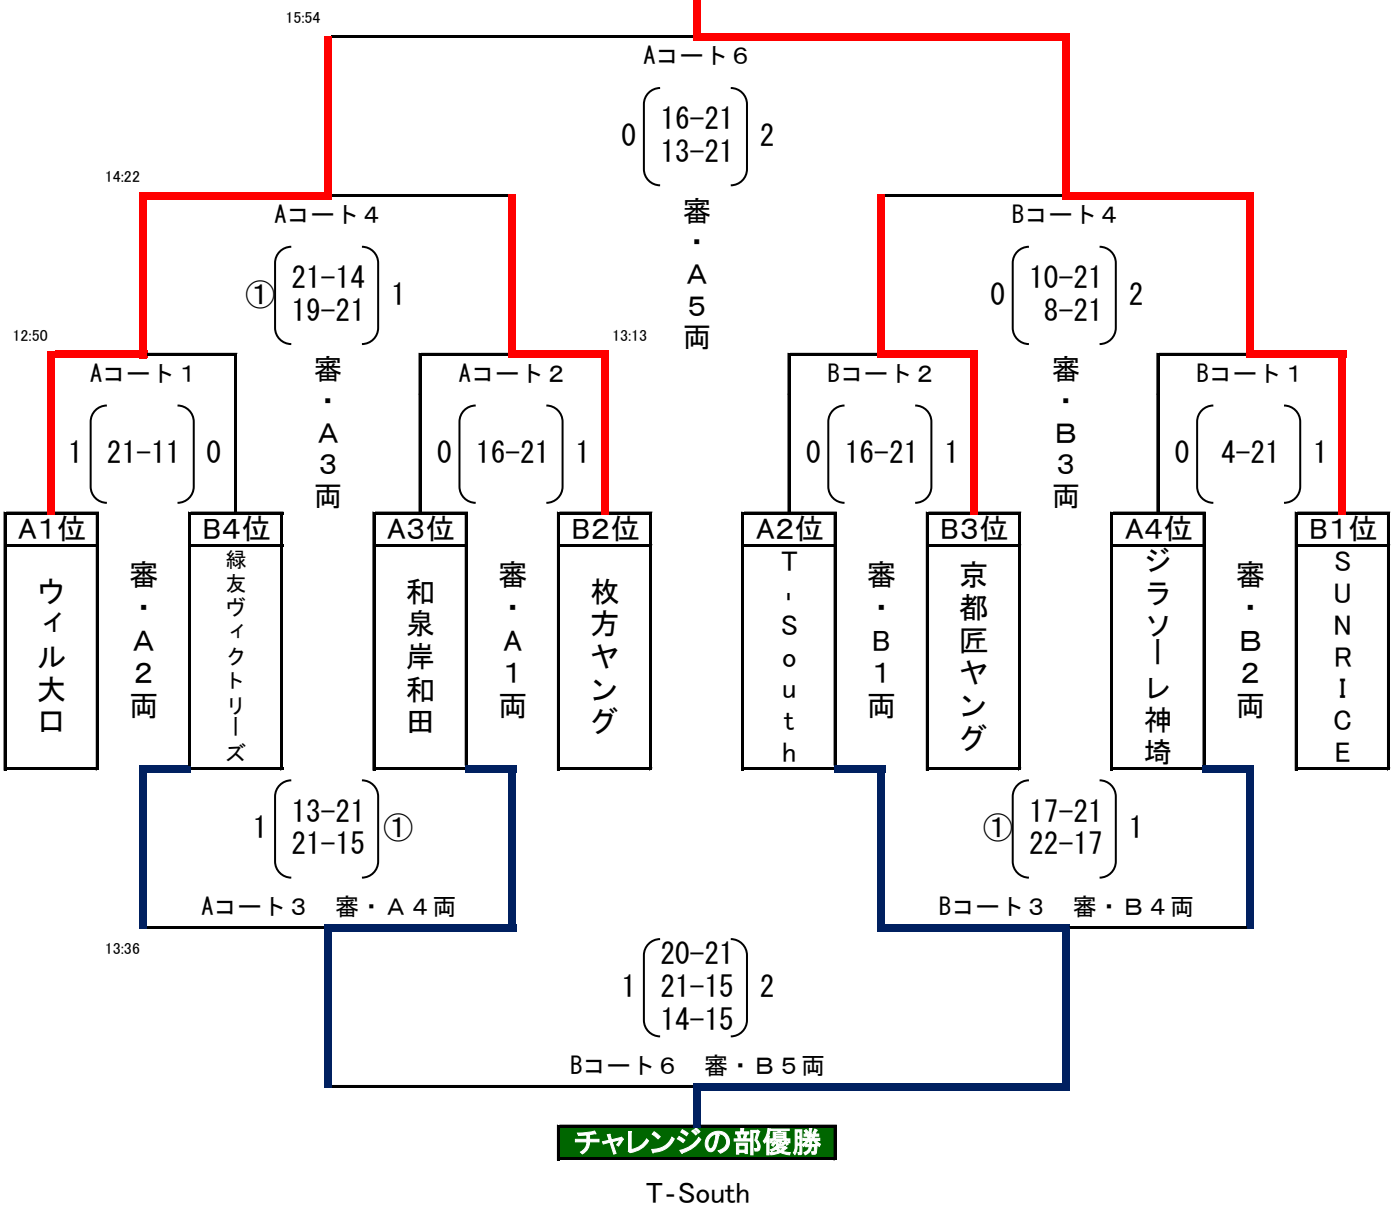 15:54
Aコート６
0
16−21
13−21
2
審・A5両
14:22
Aコート４
①
21−14
19−21
1
審・A3両
Bコート４
0
10−21
8−21
2
審・B3両
12:50
13:13
Aコート１
1
21−11
0
Aコート２
0
16−21
1
Bコート２
0
16−21
1
Bコート１
0
4−21
1
A1位
B4位
A3位
B2位
A2位
B3位
A4位
B1位
ウィル大口
審・A2両
緑友ヴィクトリーズ
和泉岸和田
審・A1両
枚方ヤング
T-South
審・B1両
京都匠ヤング
ジラソーレ神埼
審・B2両
SUNRICE
1
13−21
21−15
①
Aコート３　審・A４両
①
17−21
22−17
1
Bコート３　審・B４両
13:36
1
20−21
21−15
14−15
2
Bコート６　審・B５両
チャレンジの部優勝
T-South